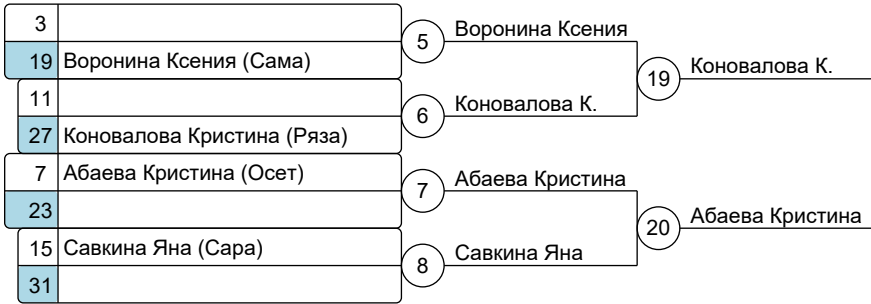 3
5
Воронина Ксения
19 Воронина Ксения (Сама)
19
Коновалова К.
11
6
Коновалова К.
27 Коновалова Кристина (Ряза)
7 Абаева Кристина (Осет)
7
Абаева Кристина
23
20
Абаева Кристина
15 Савкина Яна (Сара)
8
Савкина Яна
31